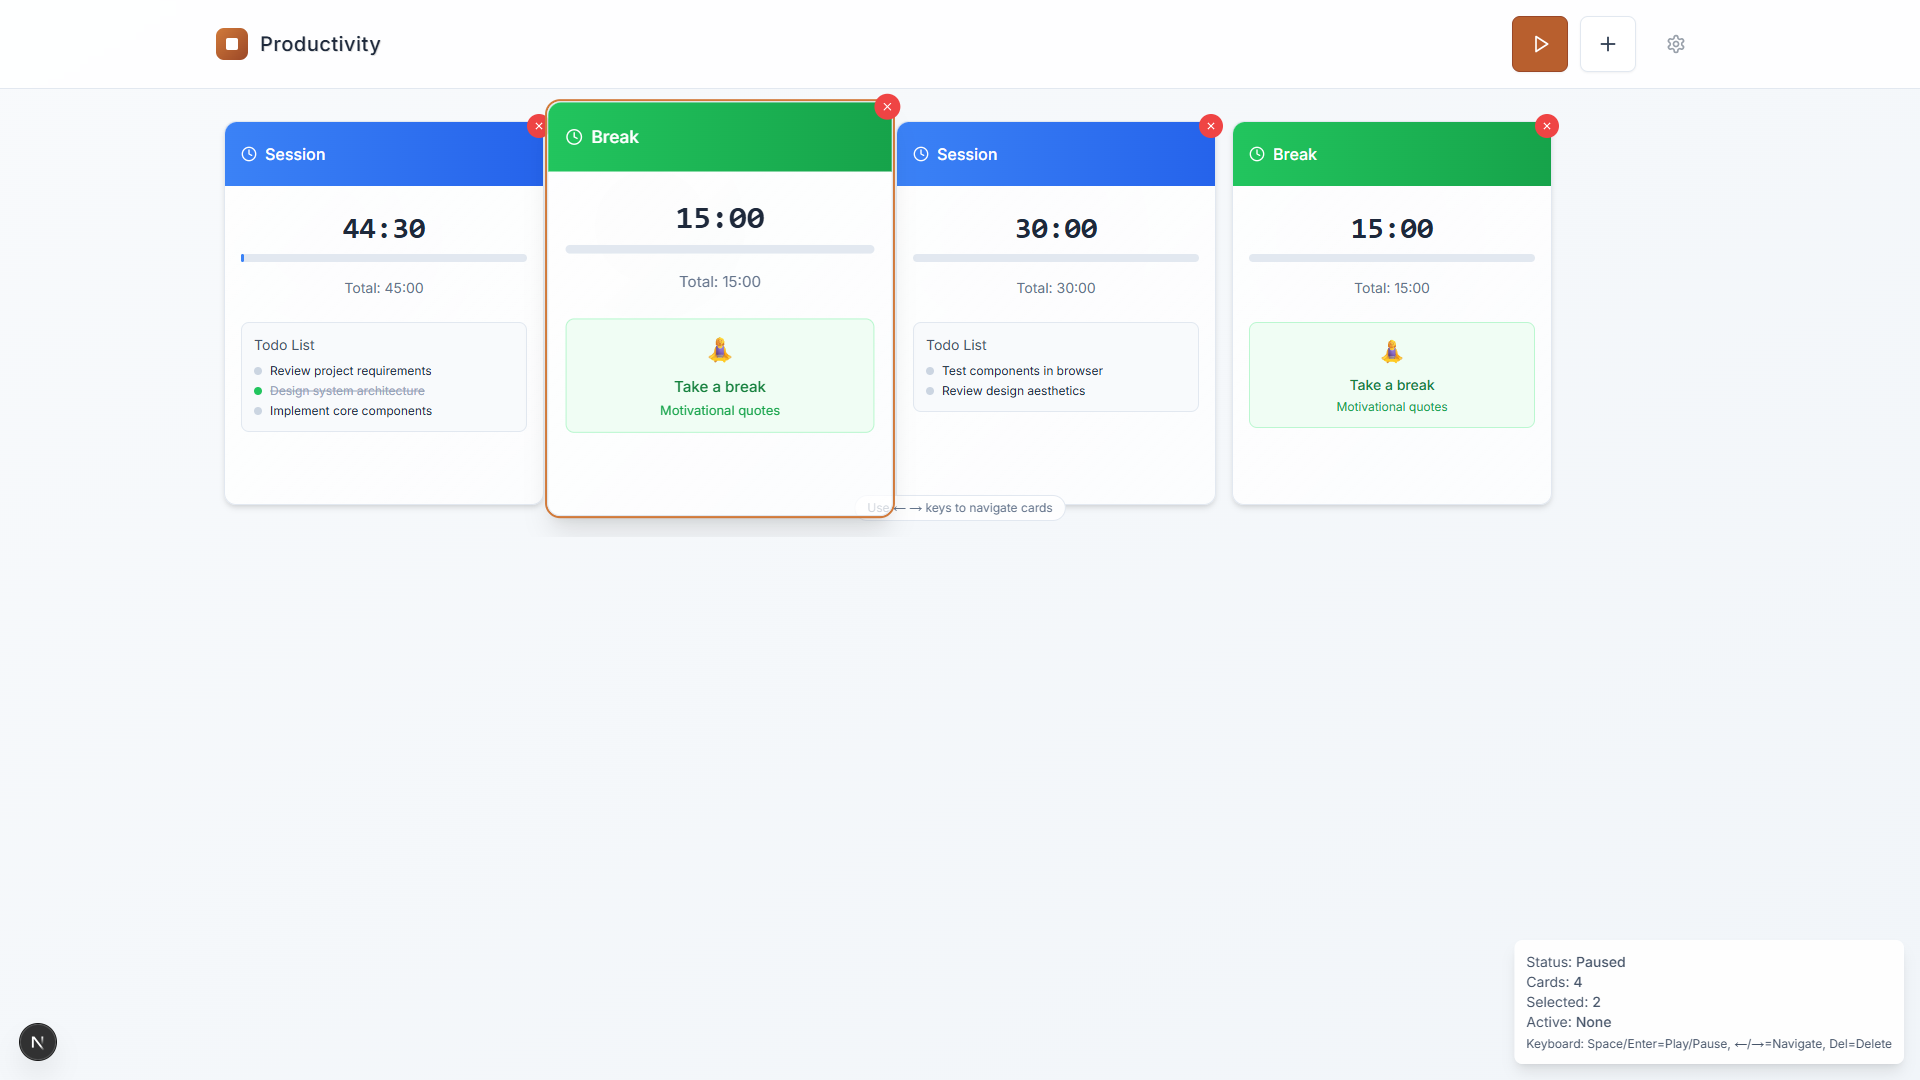 Productivity
Session
44:30
Total: 45:00
Todo List
Review project requirements
Design system architecture
Implement core components
Break
15:00
Total: 15:00
Take a break
Motivational quotes
Session
30:00
Total: 30:00
Todo List
Test components in browser
Review design aesthetics
Break
15:00
Total: 15:00
Take a break
Motivational quotes
Use ← → keys to navigate cards
Status: Paused
Cards: 4
Selected: 2
Active: None
Keyboard: Space/Enter=Play/Pause, ←/→=Navigate, Del=Delete
N